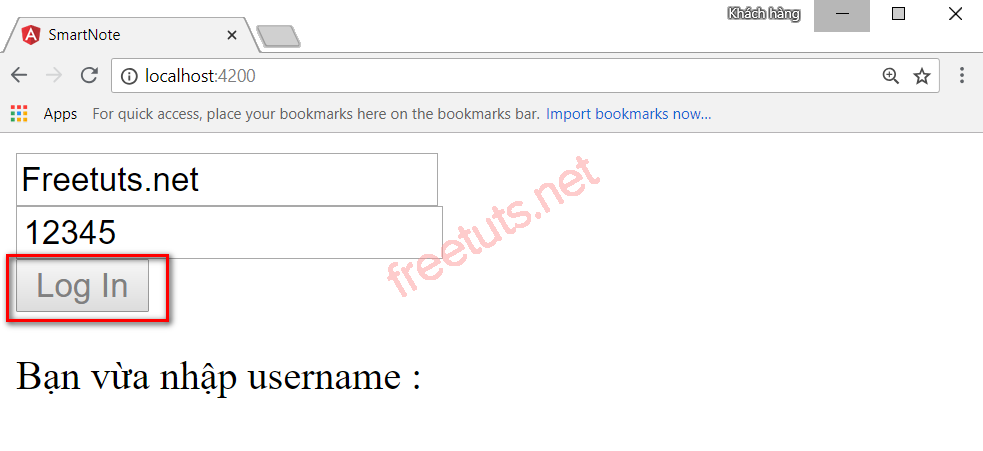 Khách hàng
SmartNote
localhost:4200
Apps For quick access, place your bookmarks here on the bookmarks bar. Import bookmarks now...
Freetuts.net
12345
Log In
Bạn vừa nhập username :
freetuts.net